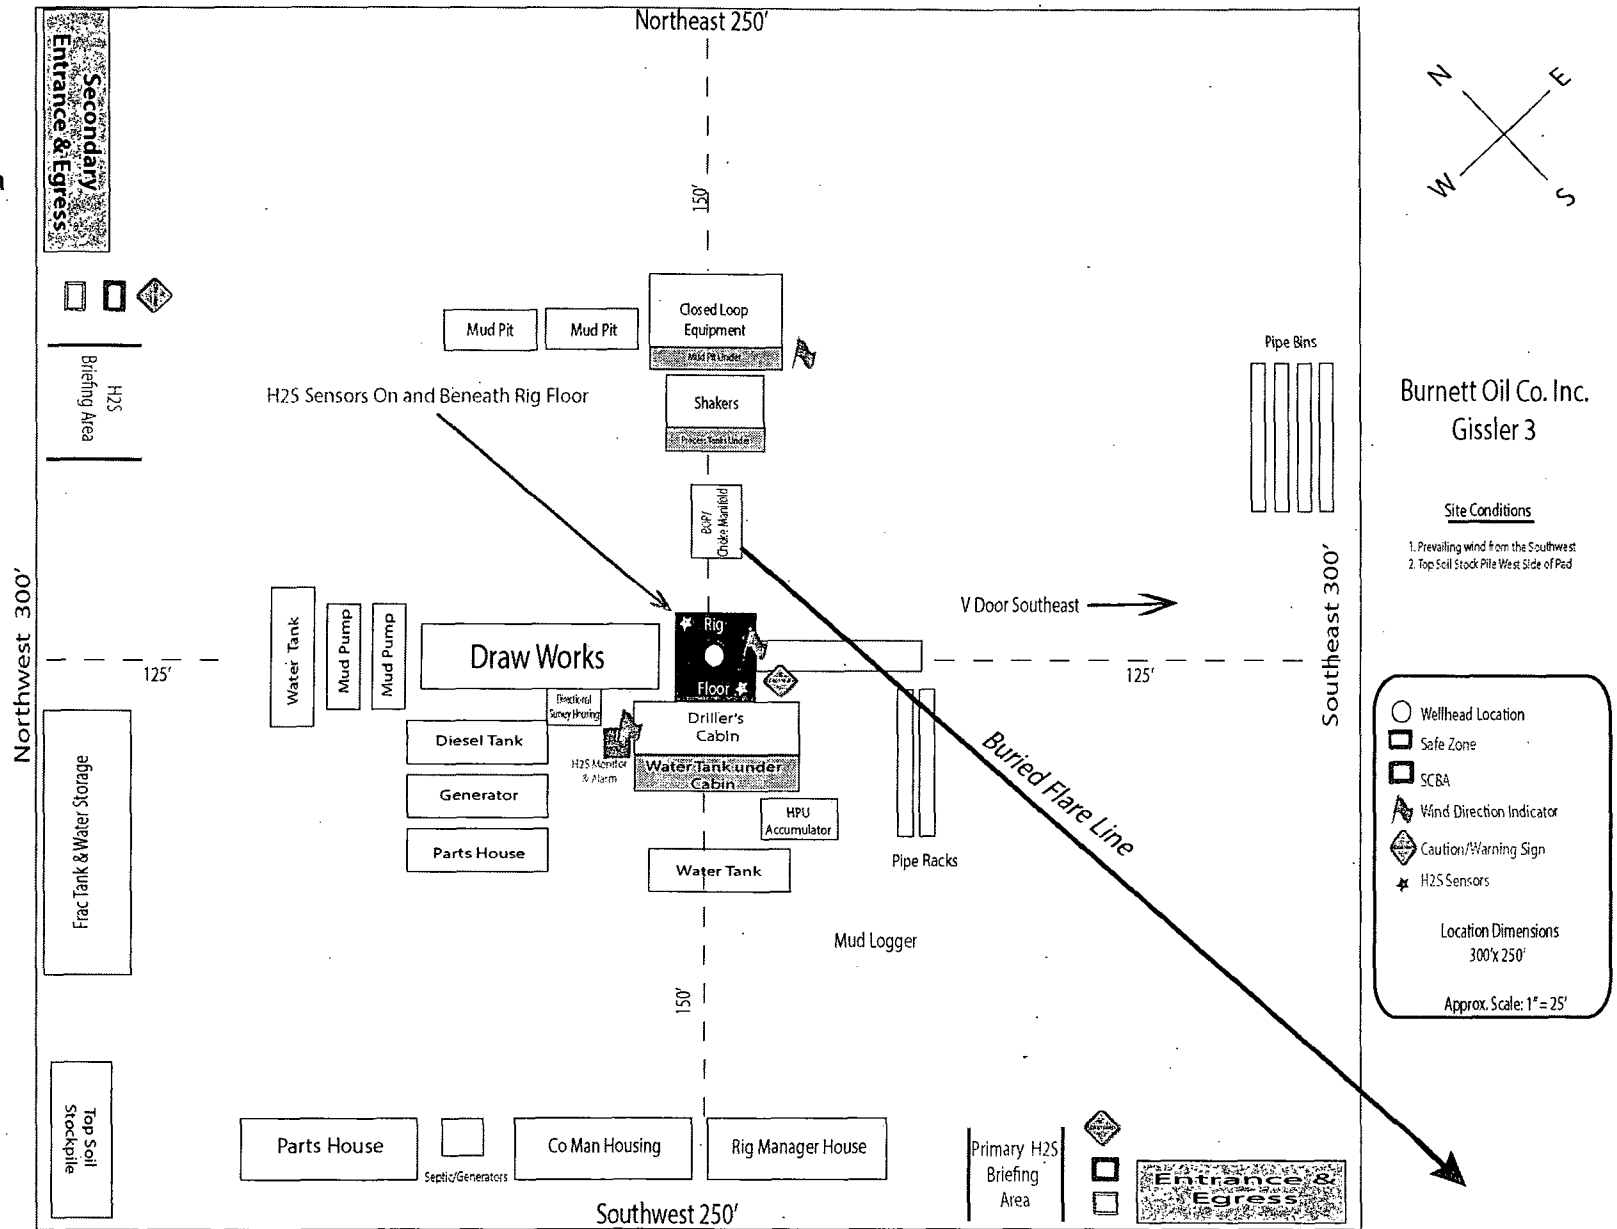 Northeast 250'
Secondary
Entrance & Egress
N
E
W
S
150'
Closed Loop
Equipment
Mud Pit Under
Mud Pit
Mud Pit
Pipe Bins
H2S
Briefing Area
H2S Sensors On and Beneath Rig Floor
Shakers
Process Tanks Under
Burnett Oil Co. Inc.
Gissler 3
BOP/
Choke Manifold
Site Conditions
1. Prevailing wind from the Southwest
2. Top Soil Stock Pile West Side of Pad
Northwest 300'
Southeast 300'
V Door Southeast
Water Tank
Mud Pump
Mud Pump
Draw Works
Rig
Floor
125'
125'
Directional
Survey Housing
Driller's
Cabin
Water Tank under
Cabin
Diesel Tank
H2S Monitor
& Alarm
Generator
Parts House
HPU
Accumulator
Water Tank
Pipe Racks
Buried Flare Line
Frac Tank & Water Storage
Mud Logger
Wellhead Location
Safe Zone
SCBA
Wind Direction Indicator
Caution/Warning Sign
H2S Sensors
Location Dimensions
300'x 250'
Approx. Scale: 1" = 25'
150'
Top Soil
Stockpile
Parts House
Septic/Generators
Co Man Housing
Rig Manager House
Primary H2S
Briefing
Area
Entrance &
Egress
Southwest 250'